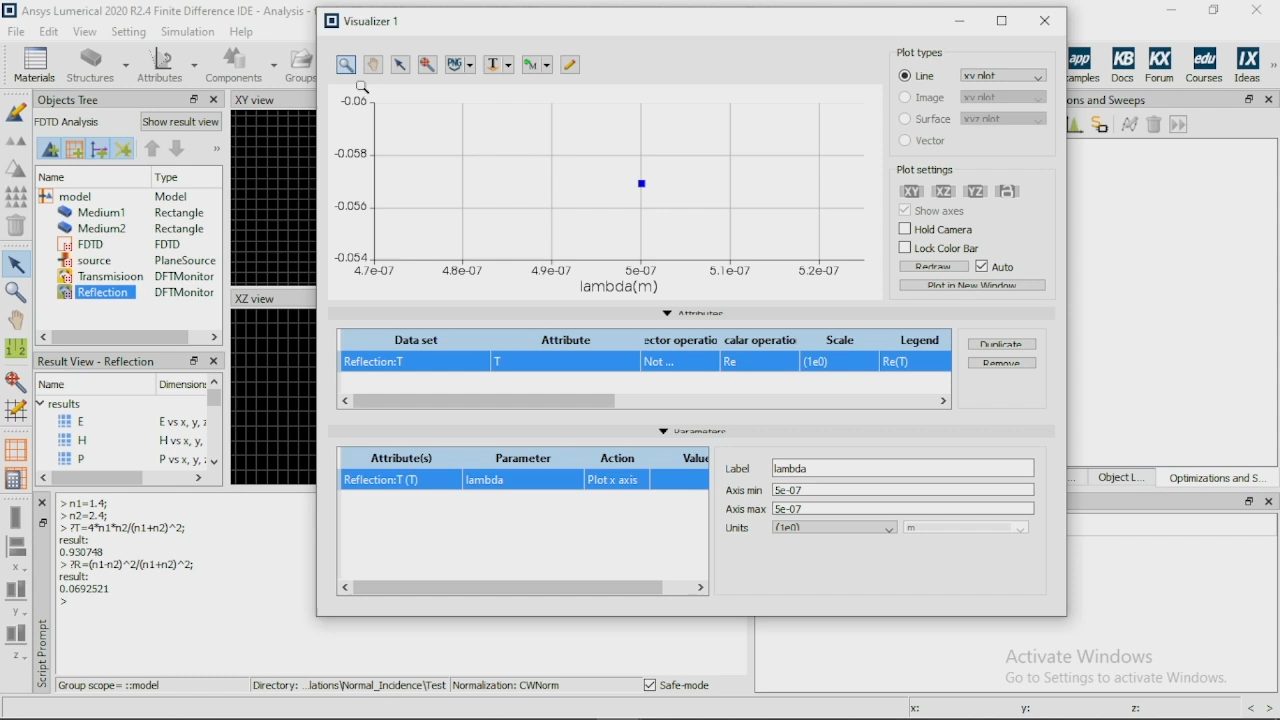 Ansys Lumerical 2020 R2.4 Finite Difference IDE - Analysis -
Visualizer 1
File Edit View Setting Simulation Help
Materials Structures Attributes Components Groups
Docs Forum Courses Ideas
Objects Tree
FDTD Analysis
Show result view
Name Type
model Model
Medium1 Rectangle
Medium2 Rectangle
FDTD FDTD
source PlaneSource
Transmisioon DFTMonitor
Reflection DFTMonitor
Result View - Reflection
Name Dimension:
results
E E vs x, y,
H H vs x, y,
P P vs x, y,
XY view
XZ view
-0.06
-0.058
-0.056
-0.054
4.7e-07 4.8e-07 4.9e-07 5e-07 5.1e-07 5.2e-07
lambda(m)
Plot types
Line xy plot
Image xy plot
Surface xyz plot
Vector
Plot settings
XY XZ YZ
Show axes
Hold Camera
Lock Color Bar
Redraw Auto
Plot in New Window
Attributes
Data set Attribute ector operatio calar operatio Scale Legend
Reflection:T T Not ... Re (1e0) Re(T)
Duplicate
Remove
Parameters
Attribute(s) Parameter Action Value
Reflection:T (T) lambda Plot x axis
Label lambda
Axis min 5e-07
Axis max 5e-07
Units (1e0) m
ons and Sweeps
Object L... Optimizations and S...
> n1=1.4;
> n2=2.4;
> ?T=4*n1*n2/(n1+n2)^2;
result:
0.930748
> ?R=(n1-n2)^2/(n1+n2)^2;
result:
0.0692521
>
Script Prompt
Group scope= ::model Directory: ...lations\Normal_Incidence\Test Normalization: CWNorm Safe-mode
Activate Windows
Go to Settings to activate Windows.
x: y: z: